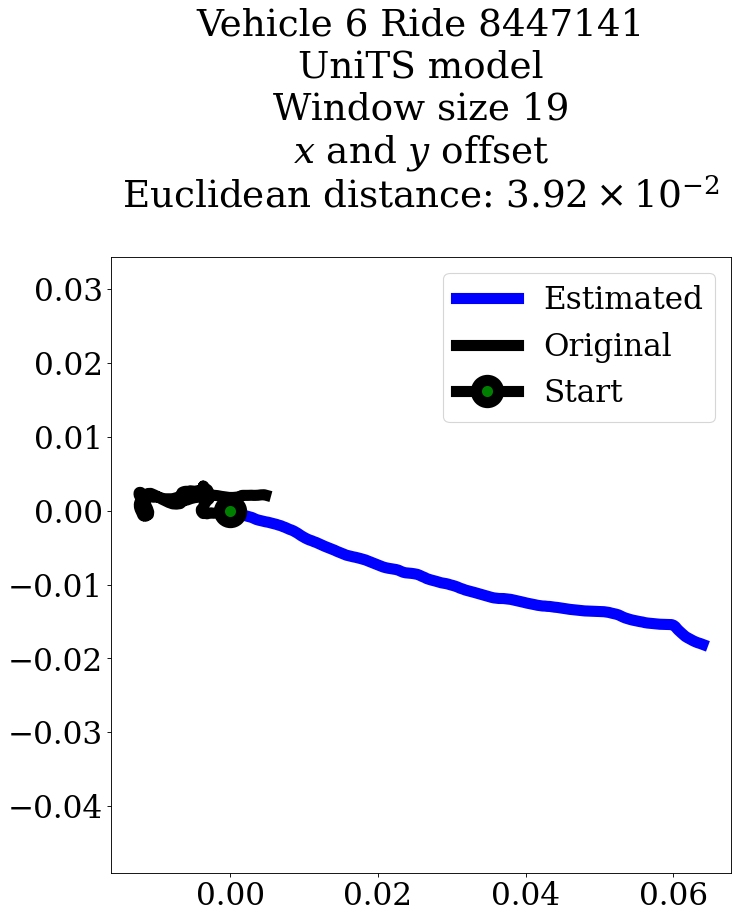 Vehicle 6 Ride 8447141
UniTS model
Window size 19
x and y offset
Euclidean distance: 3.92 × 10⁻²
Estimated
Original
Start
0.03
0.02
0.01
0.00
−0.01
−0.02
−0.03
−0.04
0.00 0.02 0.04 0.06